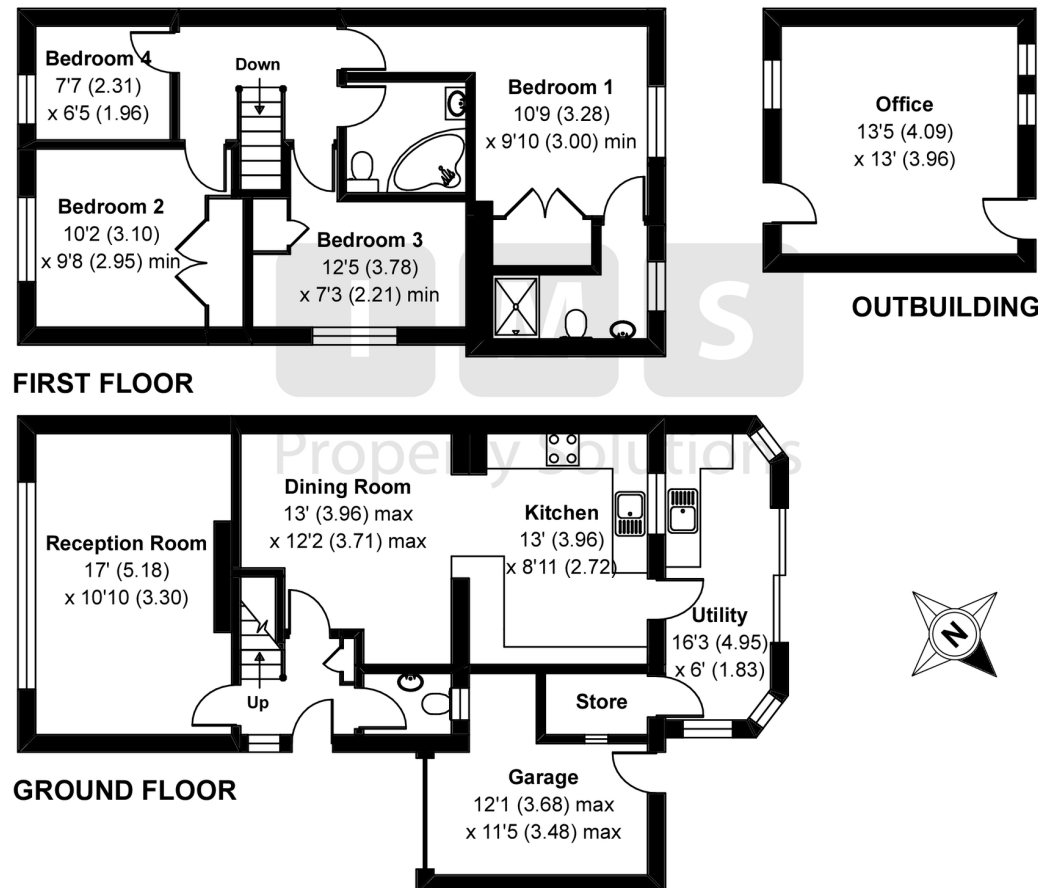 Bedroom 4
7'7 (2.31)
x 6'5 (1.96)
Down
Bedroom 1
10'9 (3.28)
x 9'10 (3.00) min
Office
13'5 (4.09)
x 13' (3.96)
Bedroom 2
10'2 (3.10)
x 9'8 (2.95) min
Bedroom 3
12'5 (3.78)
x 7'3 (2.21) min
OUTBUILDING
I M S
Property Solutions
FIRST FLOOR
Dining Room
13' (3.96) max
x 12'2 (3.71) max
Kitchen
13' (3.96)
x 8'11 (2.72)
Reception Room
17' (5.18)
x 10'10 (3.30)
Utility
16'3 (4.95)
x 6' (1.83)
N
Up
Store
GROUND FLOOR
Garage
12'1 (3.68) max
x 11'5 (3.48) max